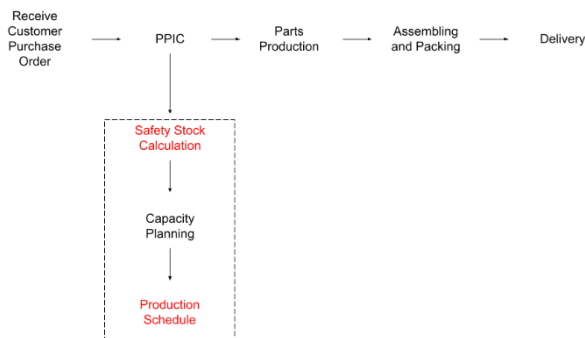 Receive
Customer
Purchase
Order
PPIC
Parts
Production
Assembling
and Packing
Delivery
Safety Stock
Calculation
Capacity
Planning
Production
Schedule